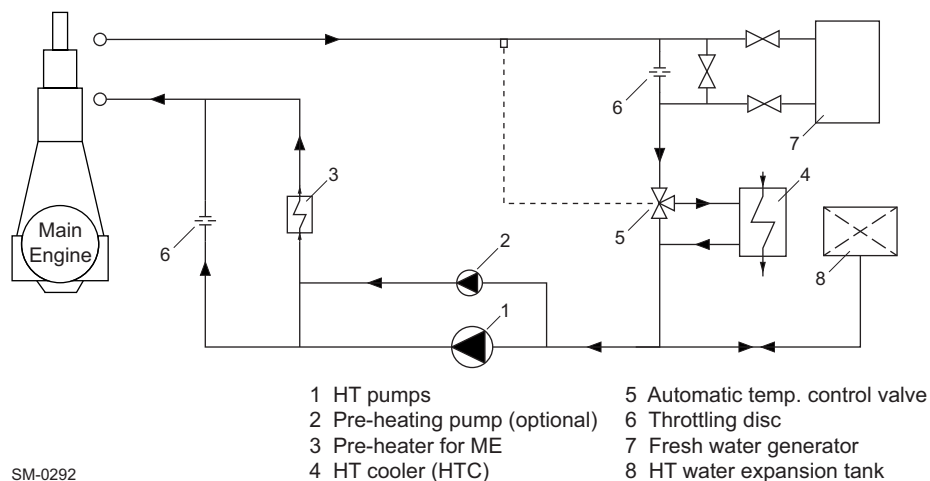 6
7
3
4
5
6
2
8
Main
Engine
1
1 HT pumps
2 Pre-heating pump (optional)
3 Pre-heater for ME
4 HT cooler (HTC)
5 Automatic temp. control valve
6 Throttling disc
7 Fresh water generator
8 HT water expansion tank
SM-0292